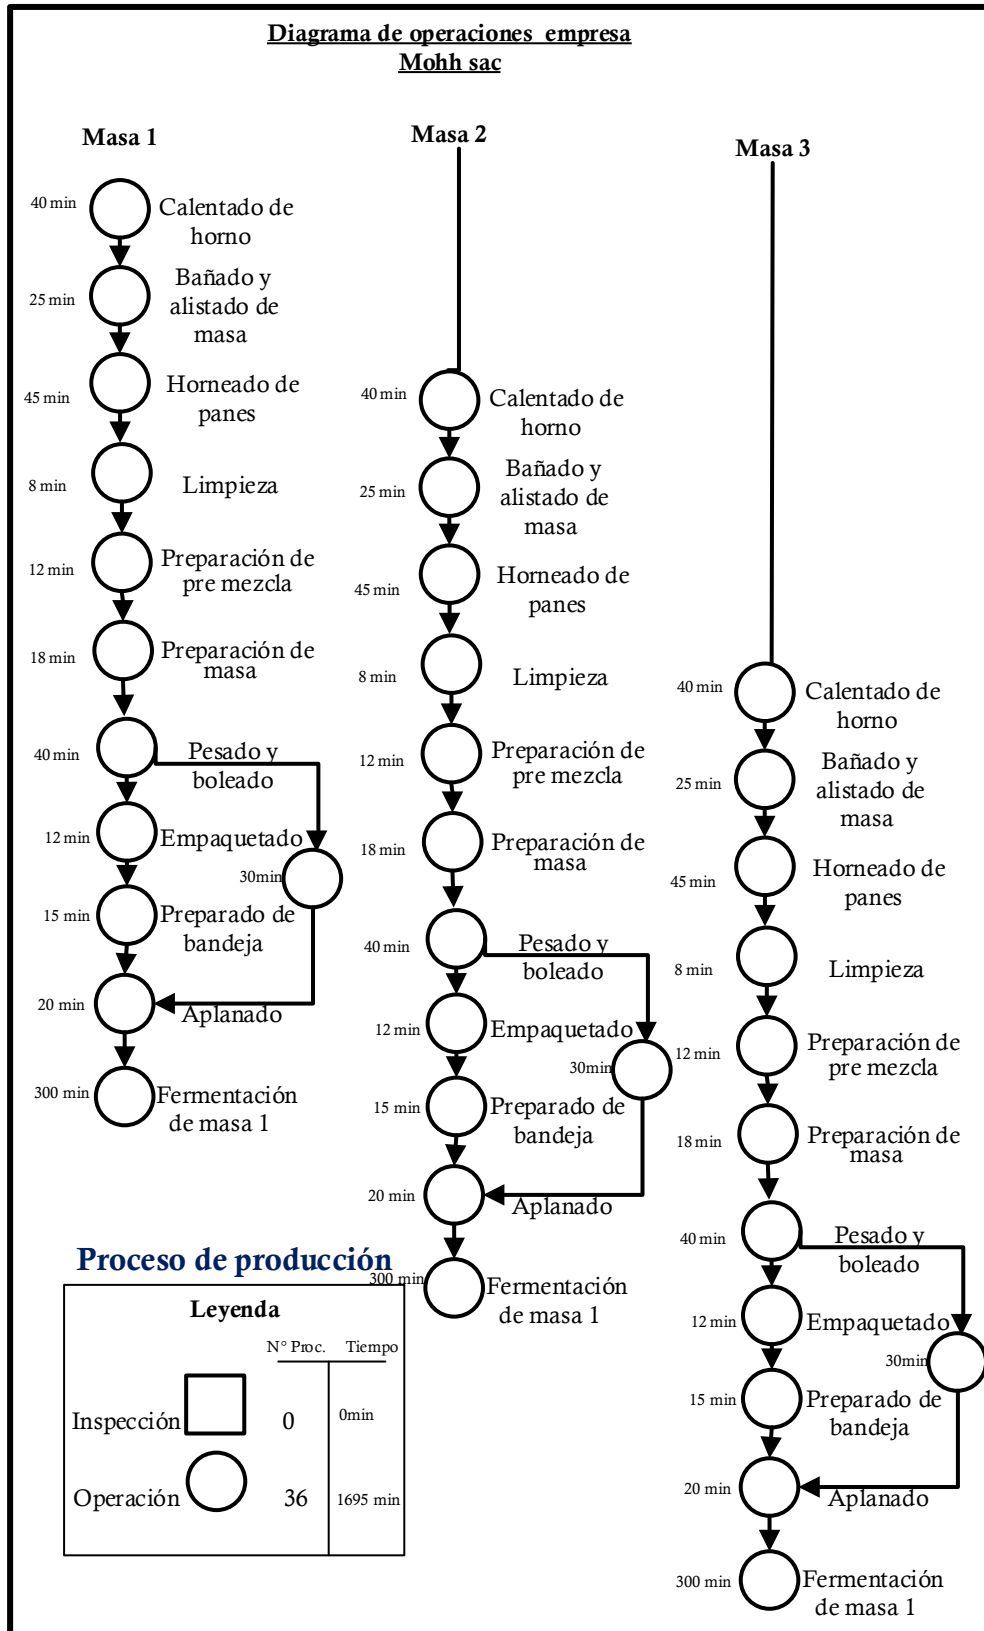 Diagrama de operaciones empresa
Mohh sac
Masa 1
40 min
Calentado de
horno
25 min
Bañado y
alistado de
masa
45 min
Horneado de
panes
8 min
Limpieza
12 min
Preparación de
pre mezcla
18 min
Preparación de
masa
40 min
Pesado y
boleado
12 min
Empaquetado
30min
15 min
Preparado de
bandeja
20 min
Aplanado
300 min
Fermentación
de masa 1
Masa 2
40 min
Calentado de
horno
25 min
Bañado y
alistado de
masa
45 min
Horneado de
panes
8 min
Limpieza
12 min
Preparación de
pre mezcla
18 min
Preparación de
masa
40 min
Pesado y
boleado
12 min
Empaquetado
30min
15 min
Preparado de
bandeja
20 min
Aplanado
300 min
Fermentación
de masa 1
Masa 3
40 min
Calentado de
horno
25 min
Bañado y
alistado de
masa
45 min
Horneado de
panes
8 min
Limpieza
12 min
Preparación de
pre mezcla
18 min
Preparación de
masa
40 min
Pesado y
boleado
12 min
Empaquetado
30min
15 min
Preparado de
bandeja
20 min
Aplanado
300 min
Fermentación
de masa 1
Proceso de producción
Leyenda
N° Proc. Tiempo
Inspección 0 0min
Operación 36 1695 min